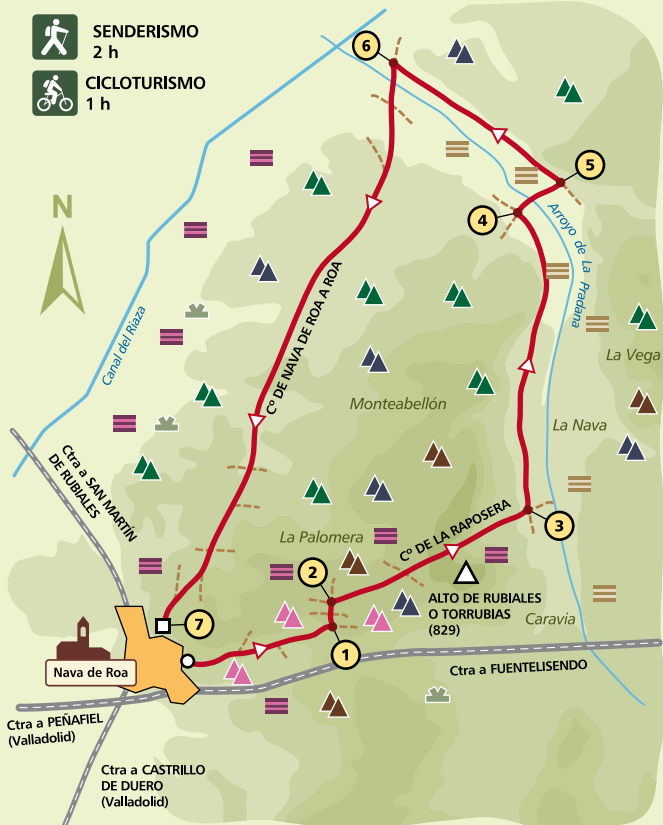 SENDERISMO
2 h
CICLOTURISMO
1 h
N
6
5
4
Arroyo de La Pradana
Canal del Riaza
Cº DE NAVA DE ROA A ROA
La Vega
Monteabellón
La Nava
Ctra a SAN MARTÍN
DE RUBIALES
La Palomera
Cº DE LA RAPOSERA
3
2
ALTO DE RUBIALES
O TORRUBIAS
(829)
Caravia
7
1
Nava de Roa
Ctra a FUENTELISENDO
Ctra a PEÑAFIEL
(Valladolid)
Ctra a CASTRILLO
DE DUERO
(Valladolid)